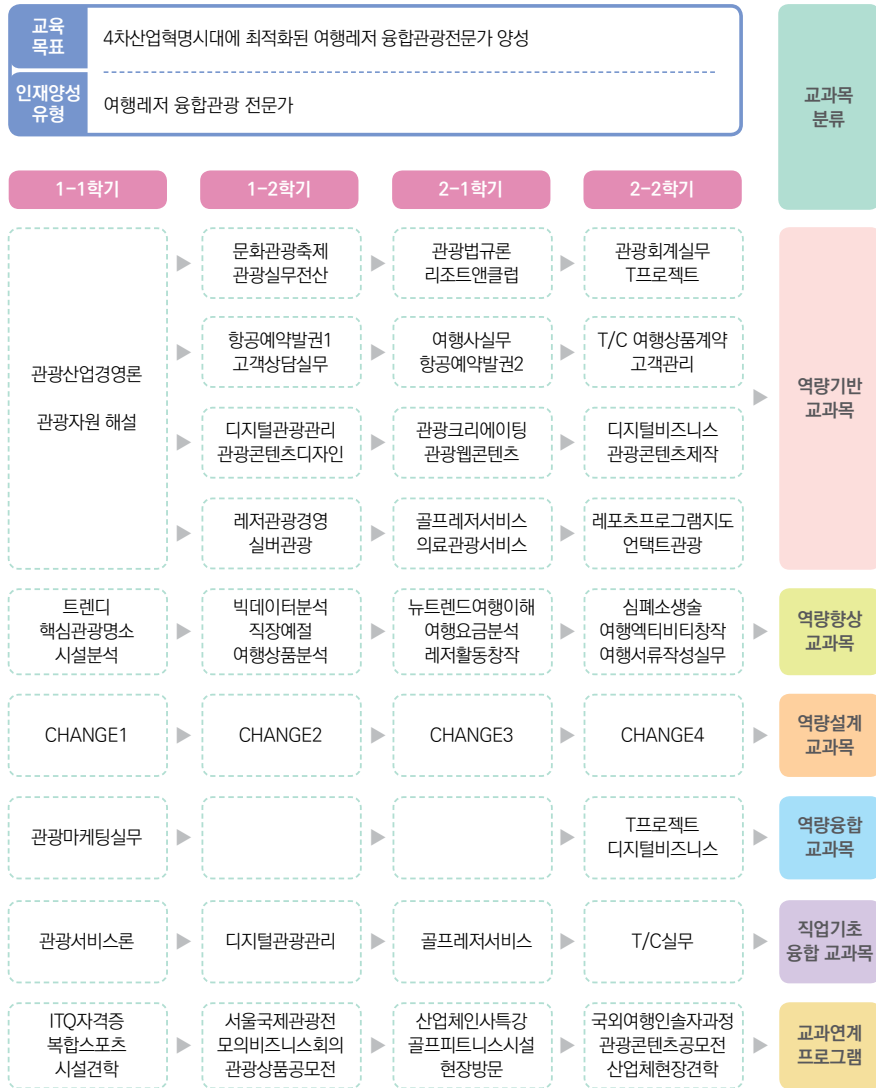 교육
목표
4차산업혁명시대에 최적화된 여행레저 융합관광전문가 양성
인재양성
유형
여행레저 융합관광 전문가
교과목
분류
1-1학기
1-2학기
2-1학기
2-2학기
관광산업경영론
관광자원 해설
문화관광축제
관광실무전산
관광법규론
리조트앤클럽
관광회계실무
T프로젝트
항공예약발권1
고객상담실무
여행사실무
항공예약발권2
T/C 여행상품계약
고객관리
디지털관광관리
관광콘텐츠디자인
관광크리에이팅
관광웹콘텐츠
디지털비즈니스
관광콘텐츠제작
레저관광경영
실버관광
골프레저서비스
의료관광서비스
레포츠프로그램지도
언택트관광
역량기반
교과목
트렌디
핵심관광명소
시설분석
빅데이터분석
직장예절
여행상품분석
뉴트렌드여행이해
여행요금분석
레저활동창작
심폐소생술
여행엑티비티창작
여행서류작성실무
역량향상
교과목
CHANGE1
CHANGE2
CHANGE3
CHANGE4
역량설계
교과목
관광마케팅실무
T프로젝트
디지털비즈니스
역량융합
교과목
관광서비스론
디지털관광관리
골프레저서비스
T/C실무
직업기초
융합 교과목
ITQ자격증
복합스포츠
시설견학
서울국제관광전
모의비즈니스회의
관광상품공모전
산업체인사특강
골프피트니스시설
현장방문
국외여행인솔자과정
관광콘텐츠공모전
산업체현장견학
교과연계
프로그램